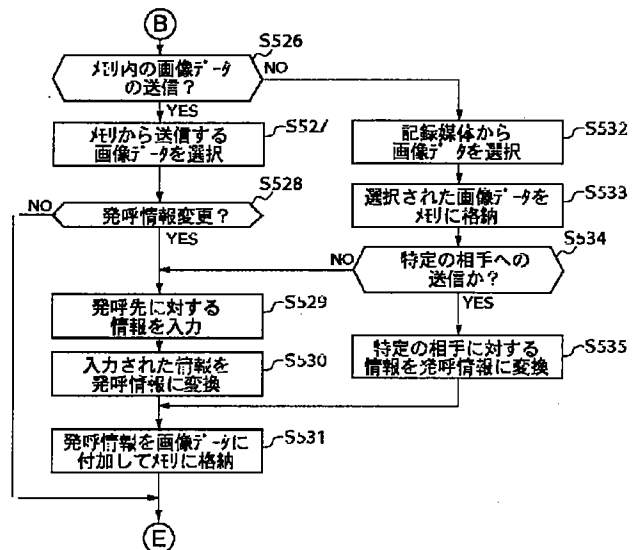 B
S526
メモリ内の画像データ
の送信？
NO
YES
S527
メモリから送信する
画像データを選択
S532
記録媒体から
画像データを選択
S528
発呼情報変更？
NO
YES
S533
選択された画像データを
メモリに格納
S534
特定の相手への
送信か？
NO
YES
S529
発呼先に対する
情報を入力
S530
入力された情報を
発呼情報に変換
S535
特定の相手に対する
情報を発呼情報に変換
S531
発呼情報を画像データに
付加してメモリに格納
E